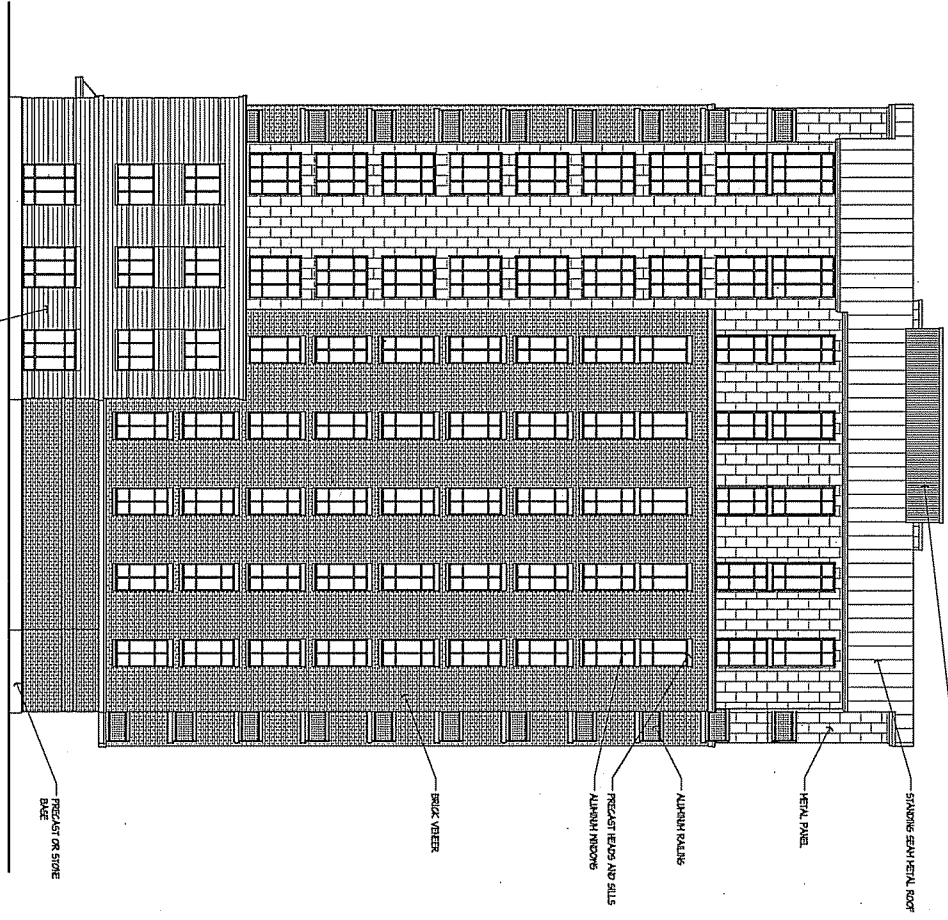 STANDING SEAM METAL ROOF
METAL PANEL
ALUMINUM RAILING
PRECAST HEADS AND SILLS
ALUMINUM WINDOWS
BRICK VENEER
PRECAST OR STONE
BASE